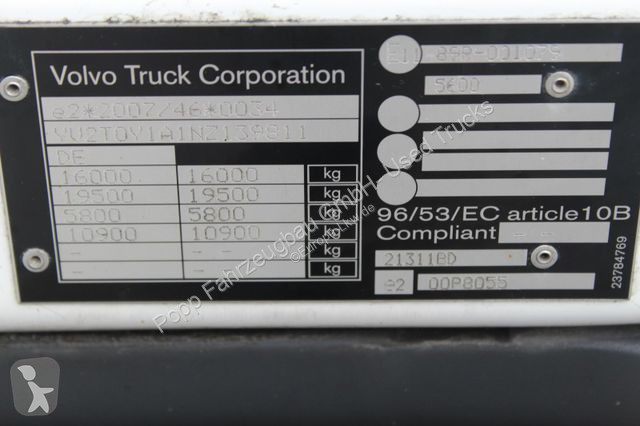 Volvo Truck Corporation
e2*2007/46*0034
YV2T0Y1A1NZ139811
DE
16000 16000 kg
19500 19500 kg
5800 5800 kg
10900 10900 kg
- - kg
- - kg
5600
96/53/EC article10B
Compliant - -
21311BD
e2 00P8055
23784769
Popp Fahrzeugbau GmbH, Used Trucks